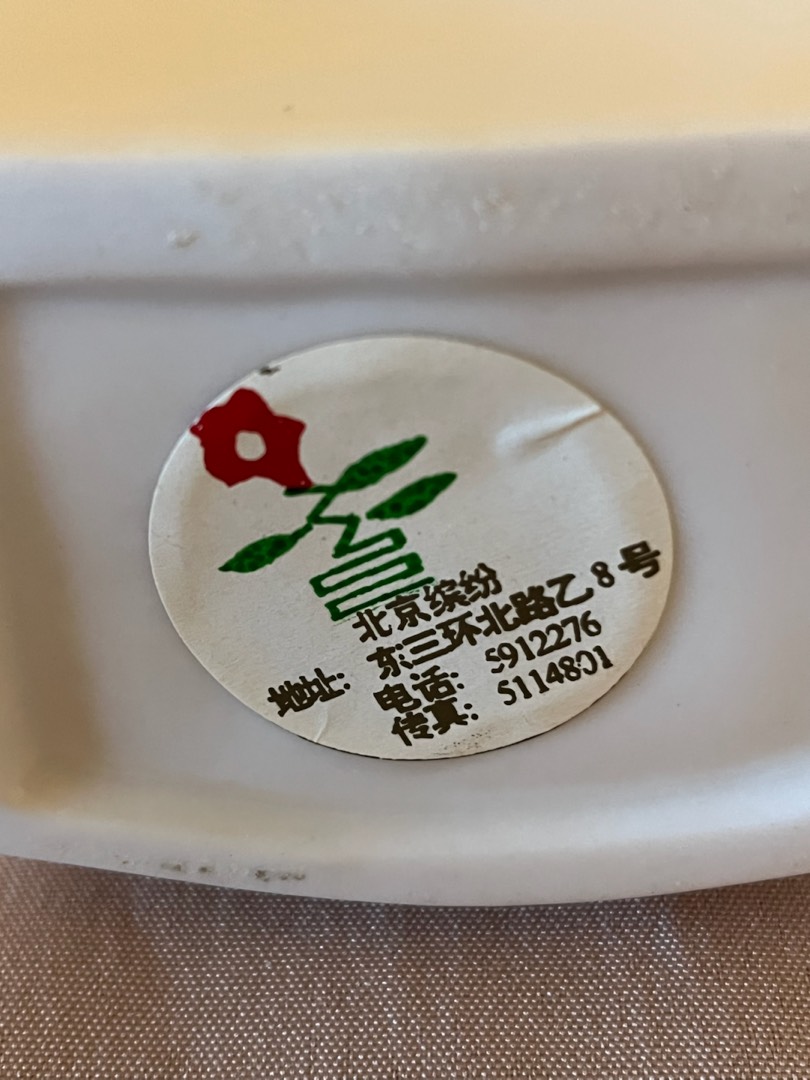 北京缤纷
地址: 东三环北路乙8号
电话: 5912276
传真: 5114801